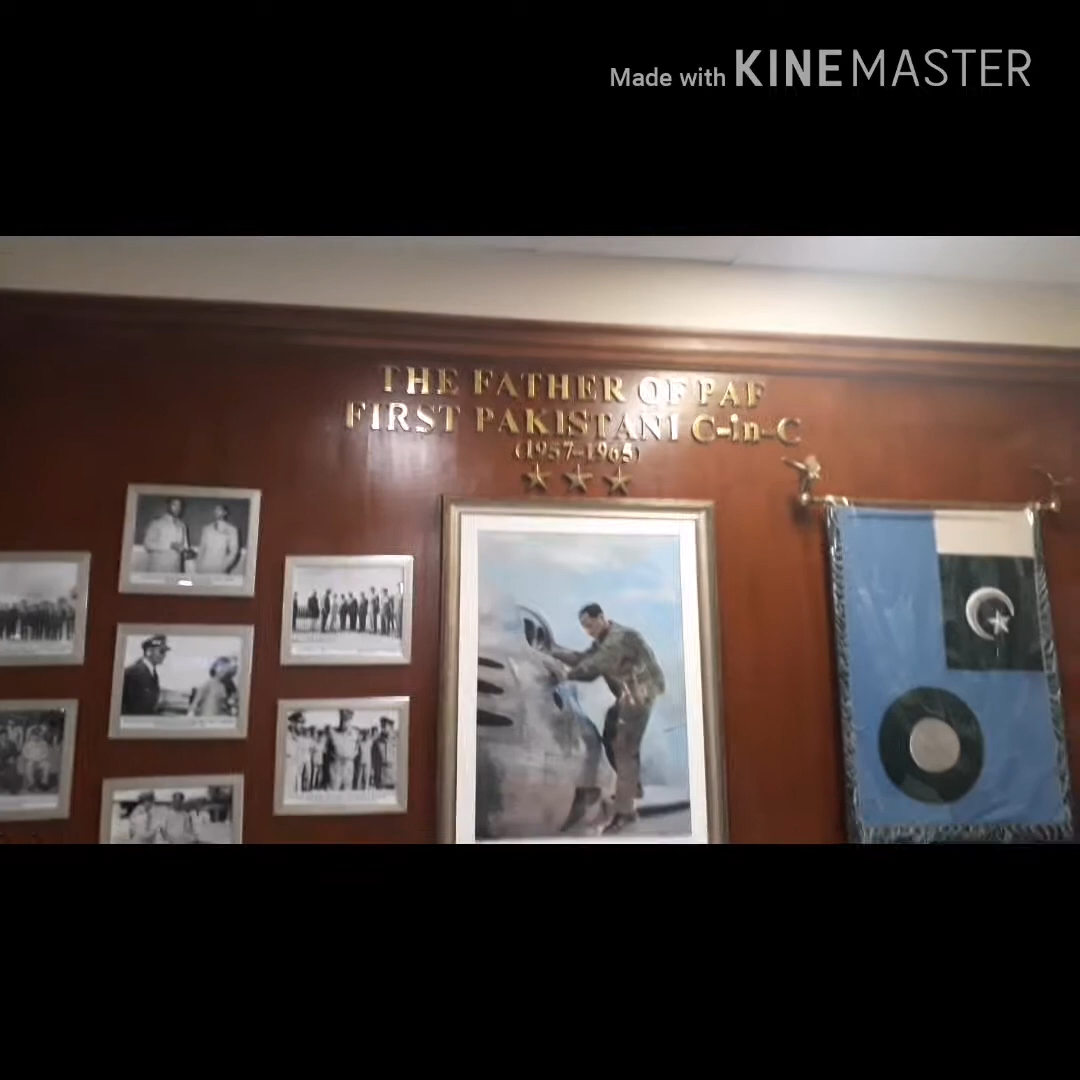 Made with KINEMASTER
THE FATHER OF PAF
FIRST PAKISTANI C-in-C
(1957-1965)